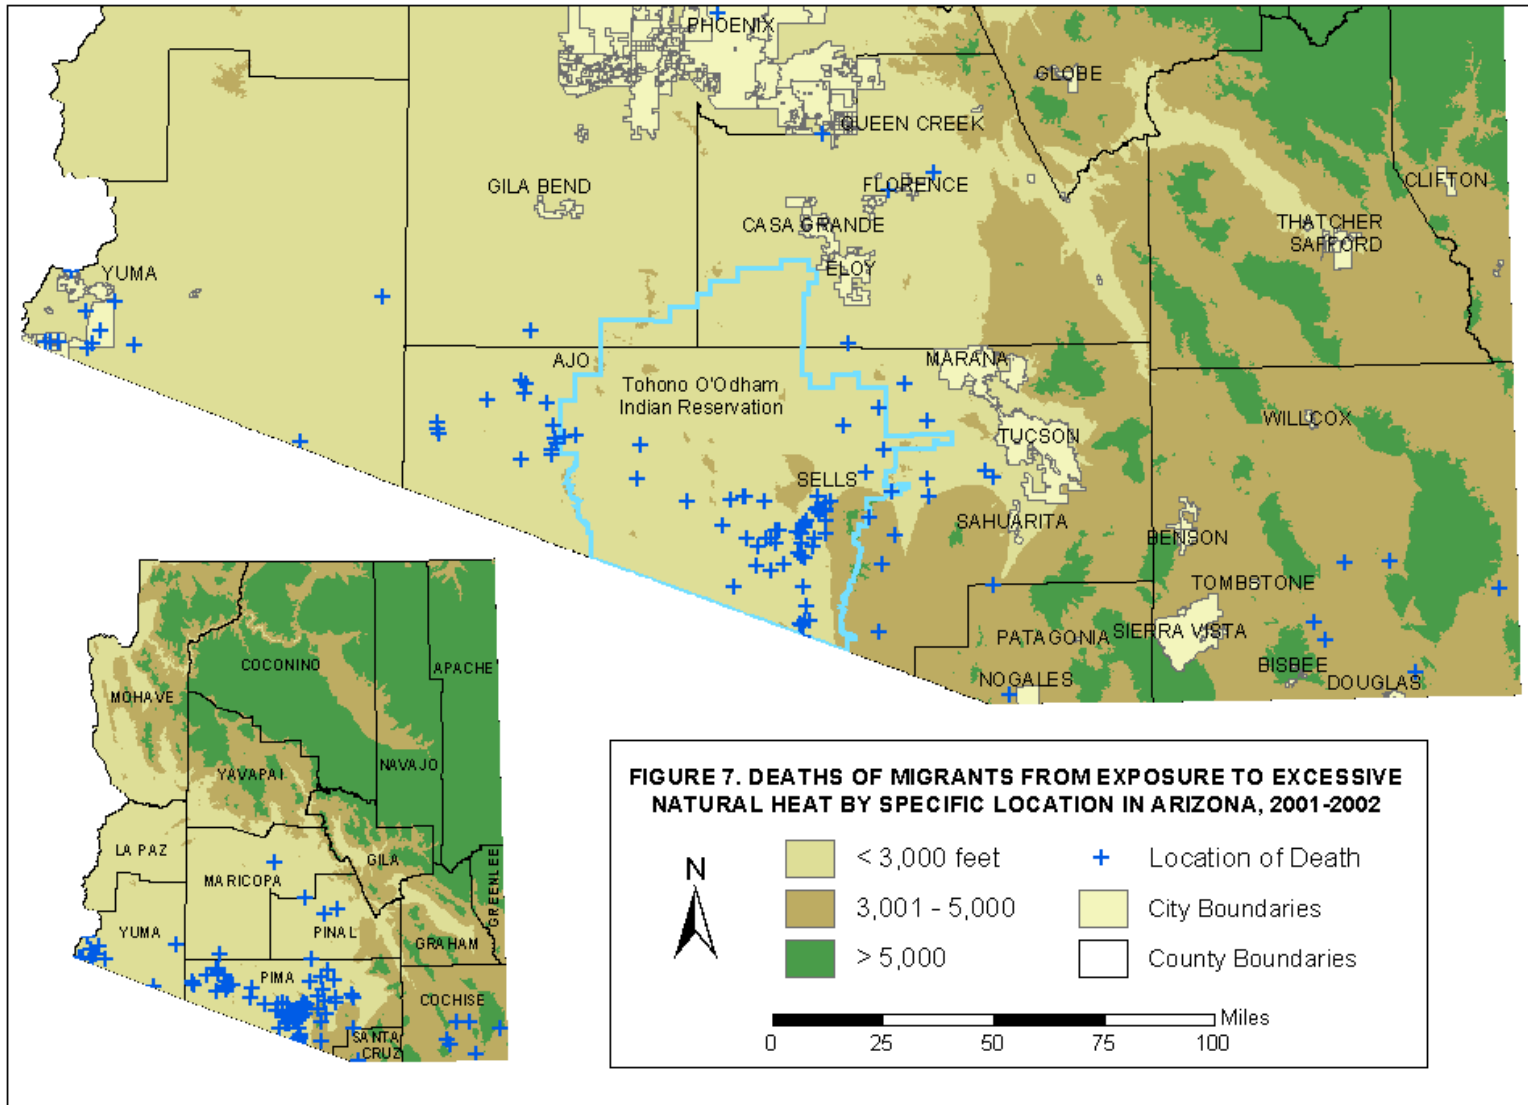 PHOENIX
GLOBE
QUEEN CREEK
GILA BEND
FLORENCE
CLIFTON
CASA GRANDE
THATCHER
SAFFORD
YUMA
ELOY
AJO
MARANA
Tohono O'Odham
Indian Reservation
WILLCOX
TUCSON
SELLS
SAHUARITA
BENSON
TOMBSTONE
PATAGONIA
SIERRA VISTA
BISBEE
NOGALES
DOUGLAS
COCONINO
APACHE
MOHAVE
NAVAJO
YAVAPAI
LA PAZ
GILA
MARICOPA
GREENLEE
YUMA
PINAL
GRAHAM
PIMA
COCHISE
SANTA
CRUZ
FIGURE 7. DEATHS OF MIGRANTS FROM EXPOSURE TO EXCESSIVE
NATURAL HEAT BY SPECIFIC LOCATION IN ARIZONA, 2001-2002
N
< 3,000 feet
3,001 - 5,000
> 5,000
Location of Death
City Boundaries
County Boundaries
Miles
0 25 50 75 100